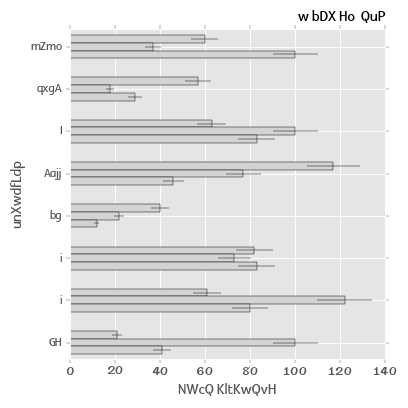 w bDX Ho QuP
mZmo
qxgA
l
Aqjj
bg
i
i
GH
unXwdfLdp
0 20 40 60 80 100 120 140
NWcQ KltKwQvH